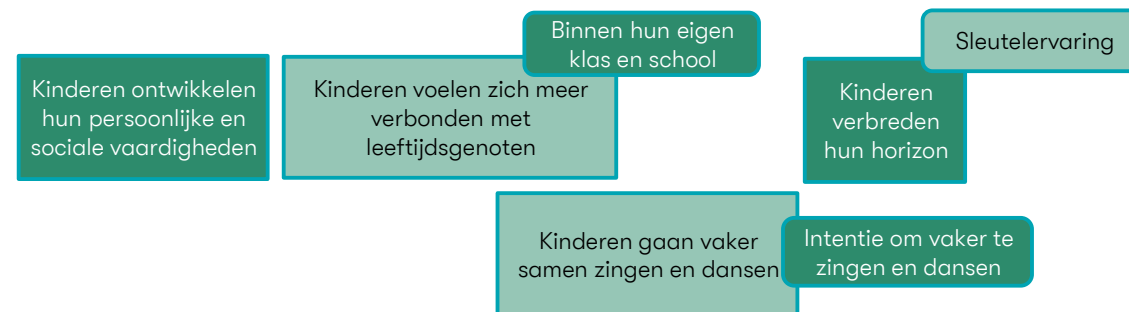 Kinderen ontwikkelen
hun persoonlijke en
sociale vaardigheden
Kinderen voelen zich meer
verbonden met
leeftijdsgenoten
Binnen hun eigen
klas en school
Kinderen
verbreden
hun horizon
Sleutelervaring
Kinderen gaan vaker
samen zingen en dansen
Intentie om vaker te
zingen en dansen